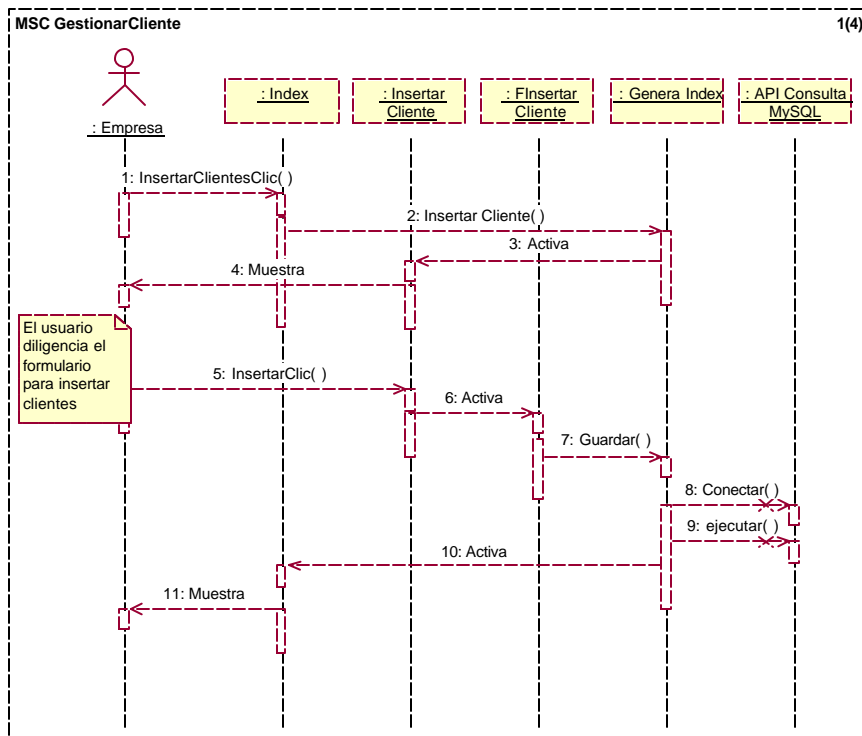 MSC GestionarCliente
1(4)
: Empresa
: Index
: Insertar
Cliente
: FInsertar
Cliente
: Genera Index
: API Consulta
MySQL
1: InsertarClientesClic( )
2: Insertar Cliente( )
3: Activa
4: Muestra
El usuario
diligencia el
formulario
para insertar
clientes
5: InsertarClic( )
6: Activa
7: Guardar( )
8: Conectar( )
9: ejecutar( )
10: Activa
11: Muestra